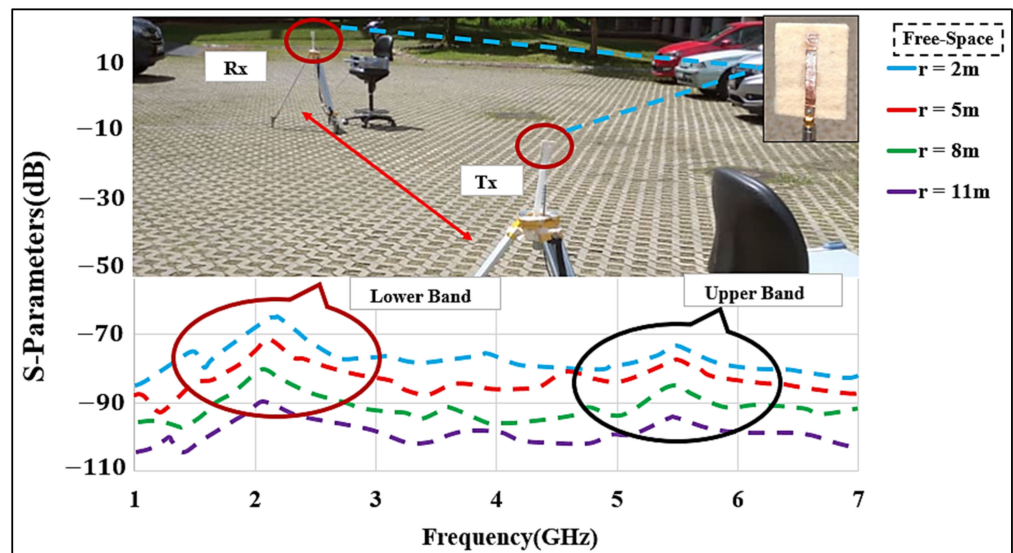 Free-Space
r = 2m
r = 5m
r = 8m
r = 11m
Rx
Tx
Lower Band
Upper Band
S-Parameters(dB)
10
−10
−30
−50
−70
−90
−110
1 2 3 4 5 6 7
Frequency(GHz)